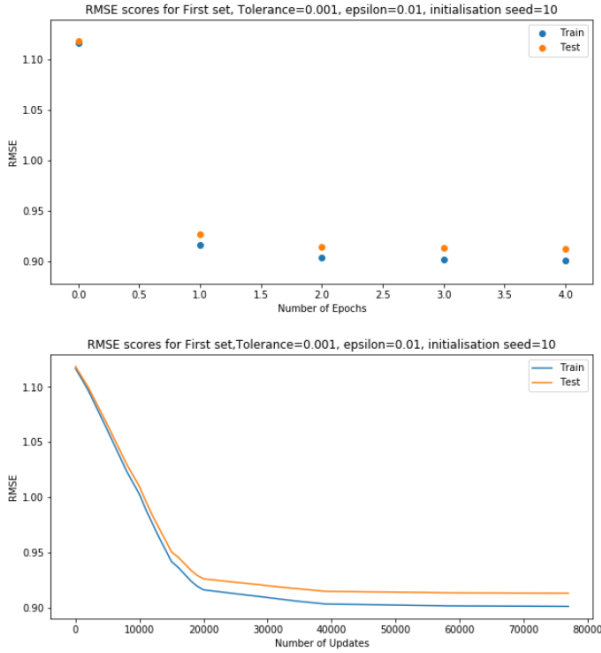 RMSE scores for First set, Tolerance=0.001, epsilon=0.01, initialisation seed=10
Train
Test
1.10
1.05
1.00
0.95
0.90
RMSE
0.0 0.5 1.0 1.5 2.0 2.5 3.0 3.5 4.0
Number of Epochs
RMSE scores for First set,Tolerance=0.001, epsilon=0.01, initialisation seed=10
Train
Test
1.10
1.05
1.00
0.95
0.90
RMSE
0 10000 20000 30000 40000 50000 60000 70000 80000
Number of Updates